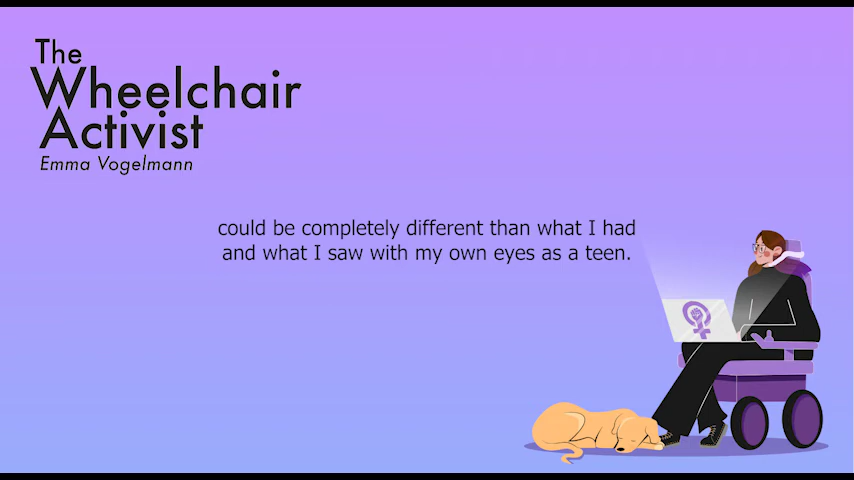 The
Wheelchair
Activist
Emma Vogelmann
could be completely different than what I had
and what I saw with my own eyes as a teen.